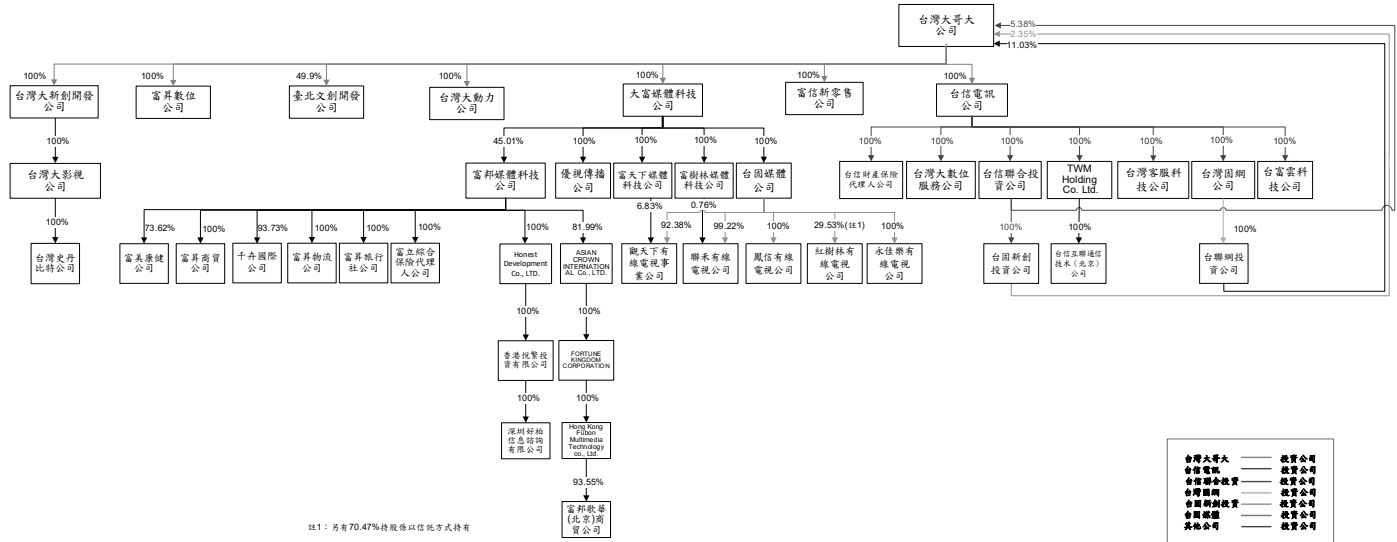 台灣大哥大
公司
5.38%
2.35%
11.03%
100%
100%
49.9%
100%
100%
100%
100%
台灣大新創開發
公司
富昇數位
公司
臺北文創開發
公司
台灣大動力
公司
大富媒體科技
公司
富信新零售
公司
台信電訊
公司
100%
45.01%
100%
100%
100%
100%
100%
100%
100%
100%
100%
100%
100%
台灣大影視
公司
富邦媒體科技
公司
優視傳播
公司
富天下媒體
科技公司
富樹林媒體
科技公司
台固媒體
公司
台信財產保險
代理人公司
台灣大數位
服務公司
台信聯合投
資公司
TWM
Holding
Co. Ltd.
台灣客服科
技公司
台灣固網
公司
台富雲科
技公司
100%
73.62%
100%
93.73%
100%
100%
100%
100%
81.99%
6.83%
92.38%
0.76%
99.22%
100%
29.53%(註1)
100%
100%
100%
100%
台灣史丹
比特公司
富美康健
公司
富昇商貿
公司
千卉國際
公司
富昇物流
公司
富昇旅行
社公司
富立綜合
保險代理
人公司
Honest
Development
Co., LTD.
ASIAN
CROWN
INTERNATION
AL Co., LTD.
觀天下有
線電視事
業公司
聯禾有線
電視公司
鳳信有線
電視公司
紅樹林有
線電視
公司
永佳樂有
線電視
公司
台固新創
投資公司
台信互聯通信
技術（北京）
公司
台聯網投
資公司
100%
100%
香港悅繁投
資有限公司
FORTUNE
KINGDOM
CORPORATION
100%
100%
深圳好柏
信息諮詢
有限公司
Hong Kong
Fubon
Multimedia
Technology
co., Ltd.
93.55%
富邦歌華
(北京)商
貿公司
註1：另有70.47%持股係以信託方式持有
台灣大哥大 投資公司
台信電訊 投資公司
台信聯合投資 投資公司
台灣固網 投資公司
台固新創投資 投資公司
台固媒體 投資公司
其他公司 投資公司